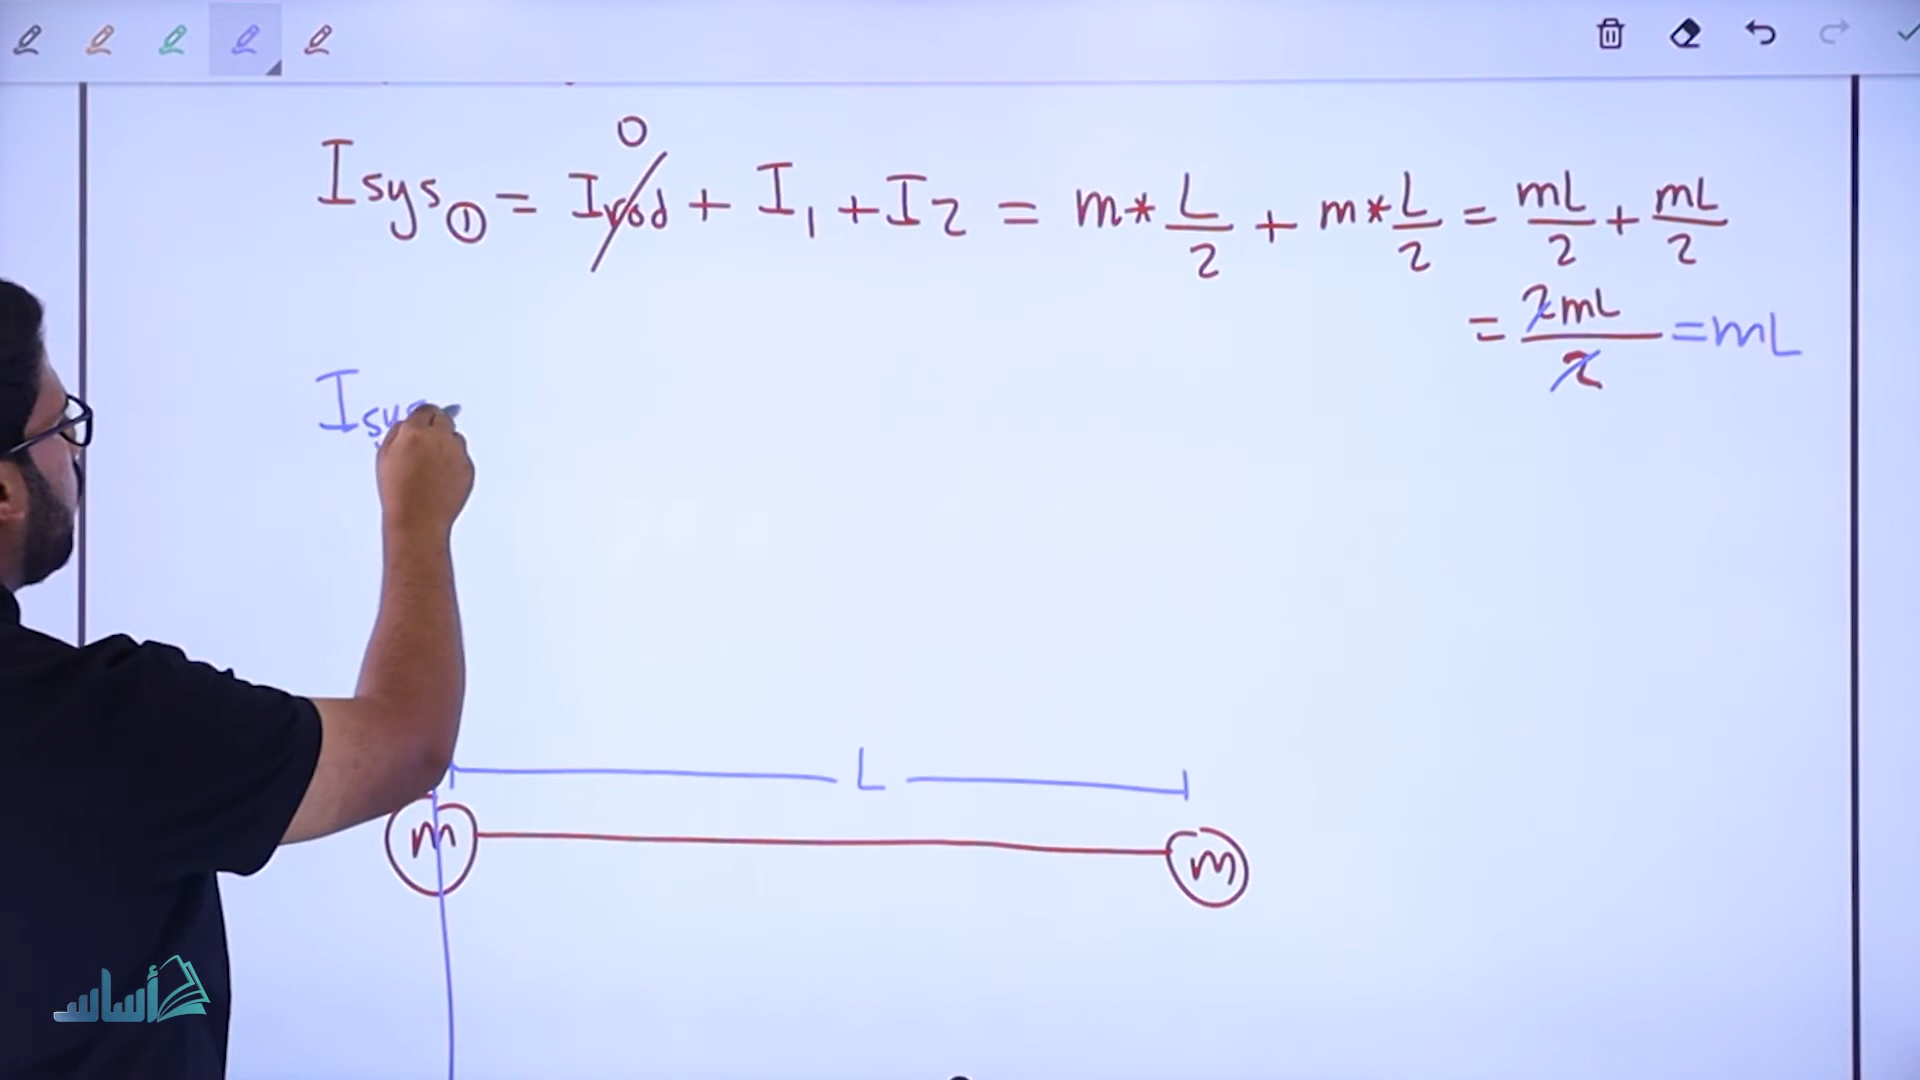 0
Isys① = Irod + I₁ + I2 = m * L/2 + m * L/2 = mL/2 + mL/2
= 2mL/2 = mL
Isys
L
m m
أساس